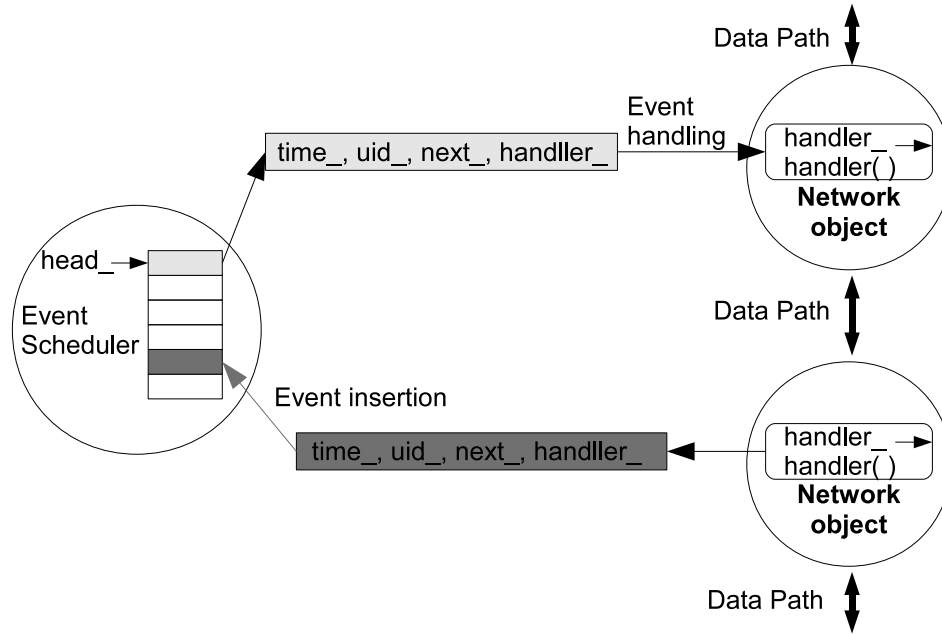 Data Path
Event
handling
time_, uid_, next_, handller_
handler_
handler( )
Network
object
head_
Event
Scheduler
Data Path
Event insertion
time_, uid_, next_, handller_
handler_
handler( )
Network
object
Data Path